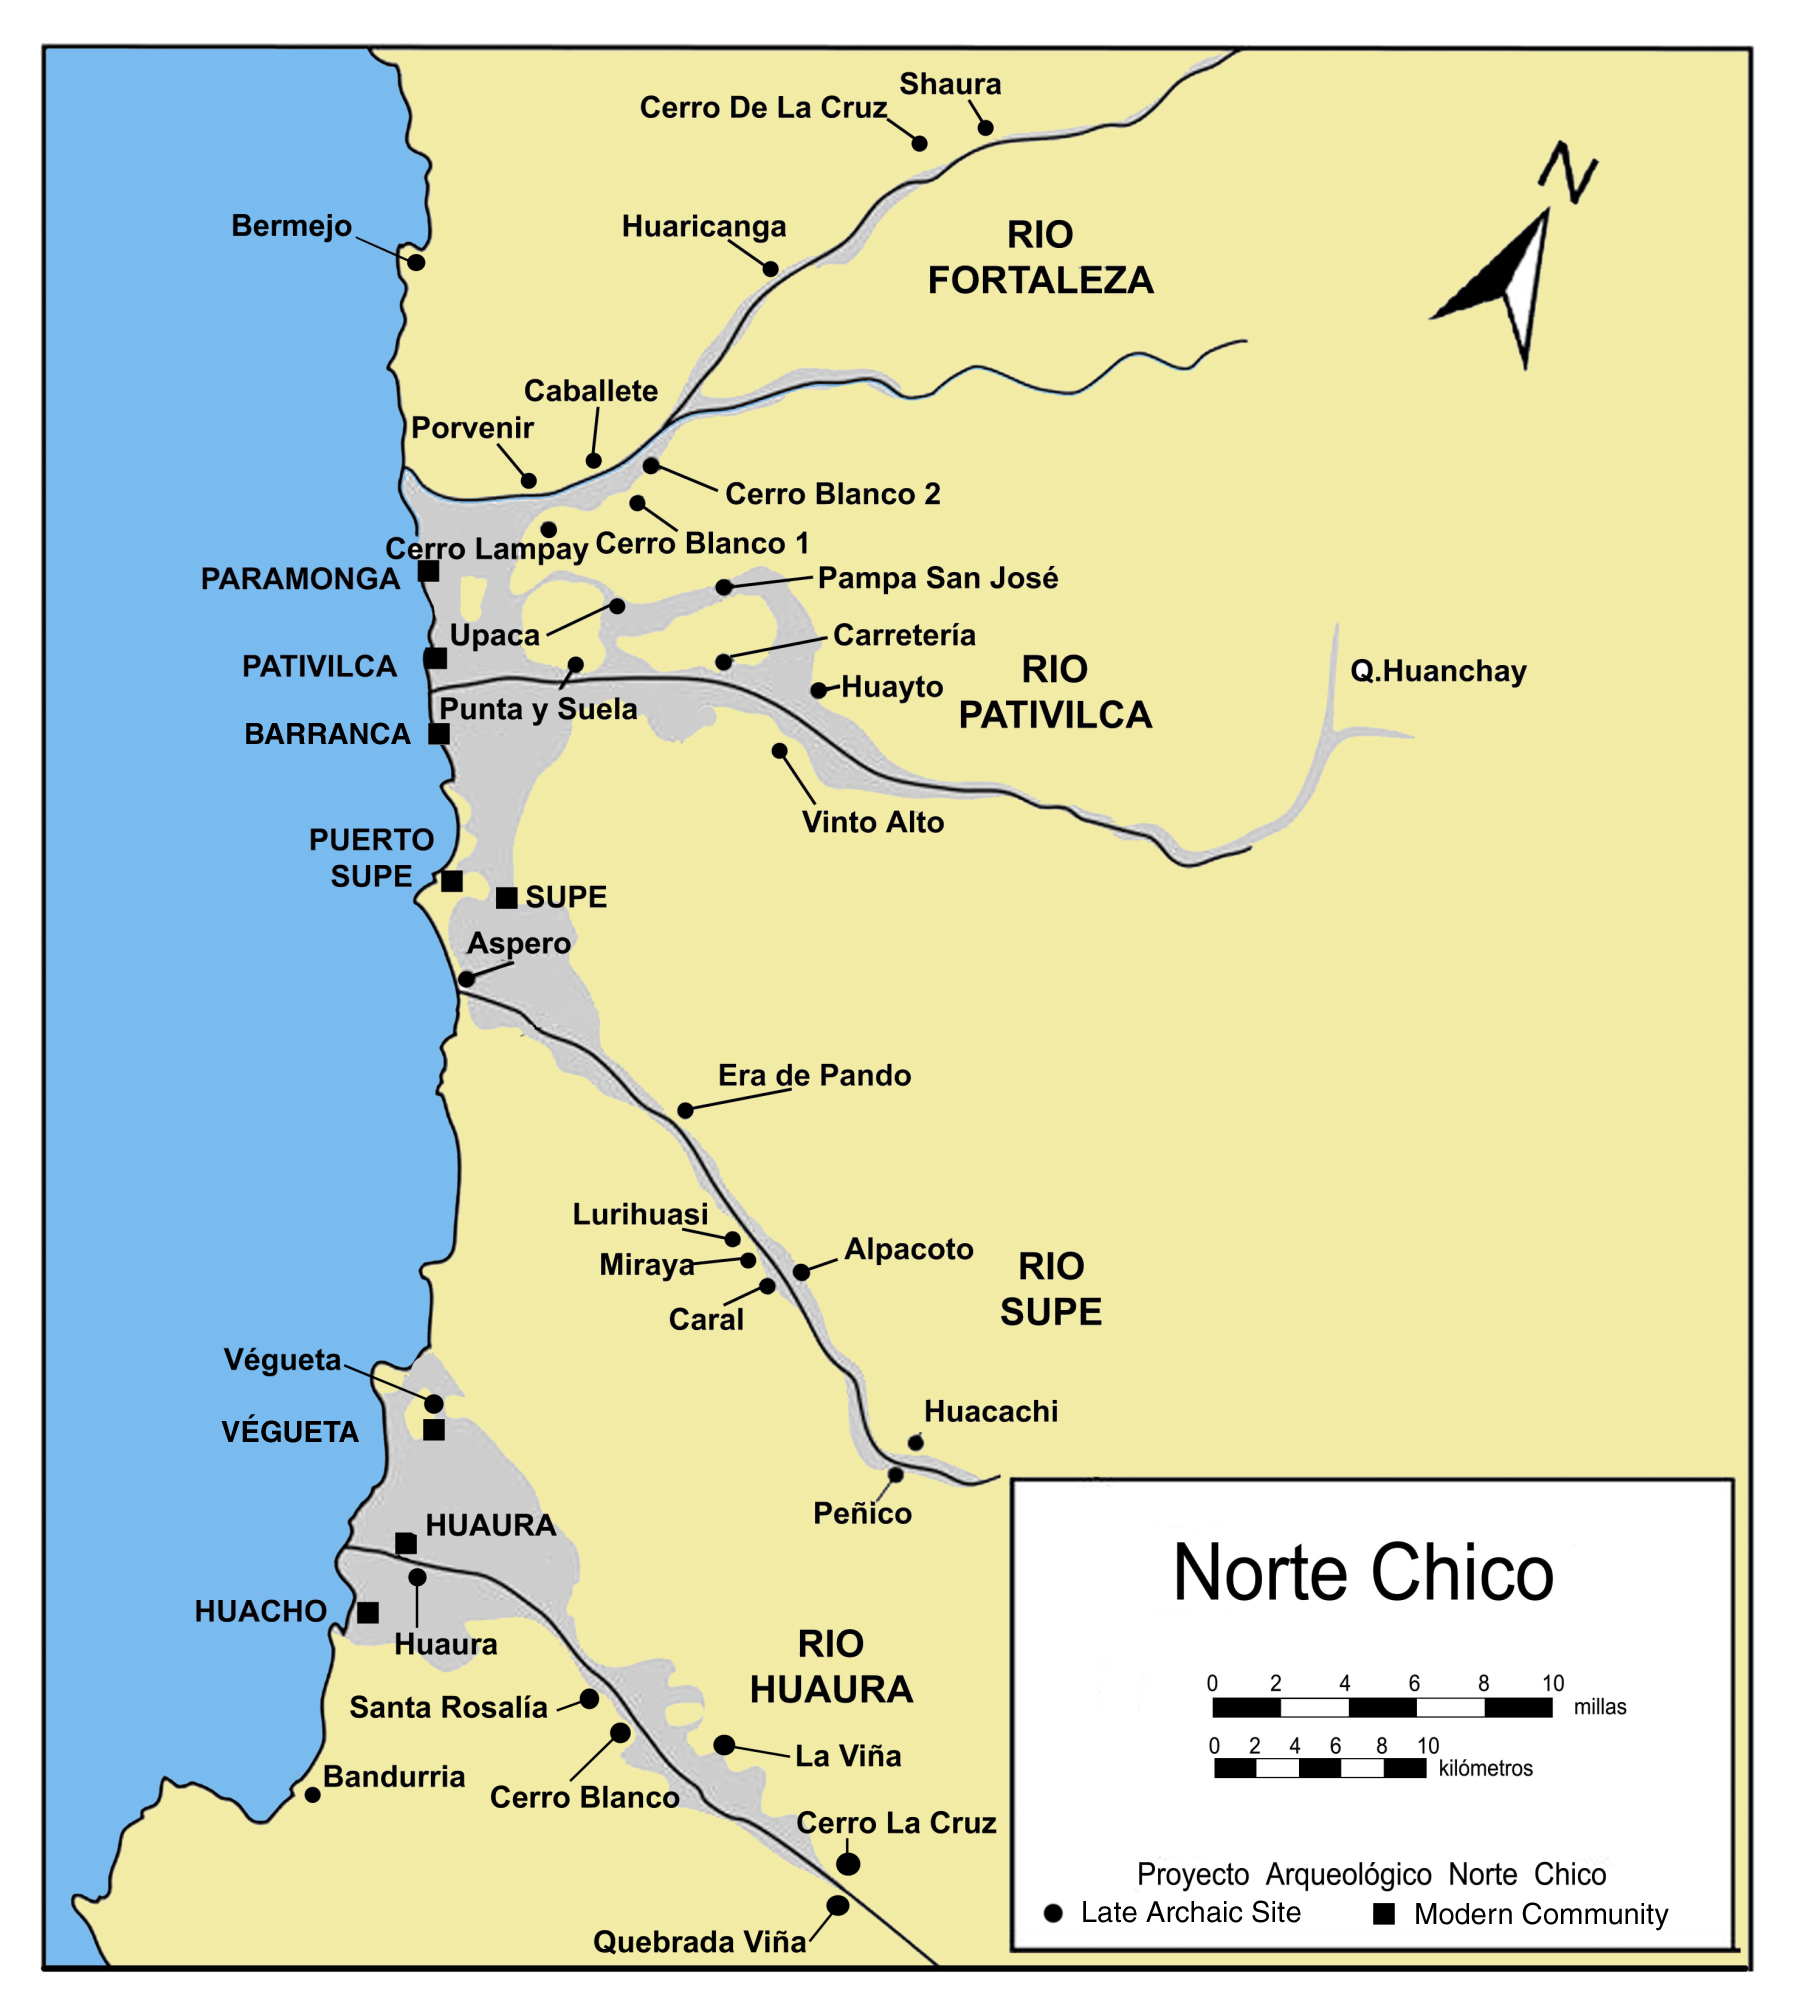 Shaura
Cerro De La Cruz
N
Bermejo
Huaricanga
RIO
FORTALEZA
Caballete
Porvenir
Cerro Blanco 2
Cerro Lampay
Cerro Blanco 1
PARAMONGA
Pampa San José
Upaca
Carretería
PATIVILCA
Huayto
RIO
PATIVILCA
Q.Huanchay
Punta y Suela
BARRANCA
Vinto Alto
PUERTO
SUPE
SUPE
Aspero
Era de Pando
Lurihuasi
Miraya
Alpacoto
Caral
RIO
SUPE
Végueta
VÉGUETA
Huacachi
Peñico
HUAURA
HUACHO
Huaura
RIO
HUAURA
Santa Rosalía
La Viña
Bandurria
Cerro Blanco
Cerro La Cruz
Quebrada Viña
Norte Chico
0 2 4 6 8 10
millas
0 2 4 6 8 10
kilómetros
Proyecto Arqueológico Norte Chico
Late Archaic Site
Modern Community